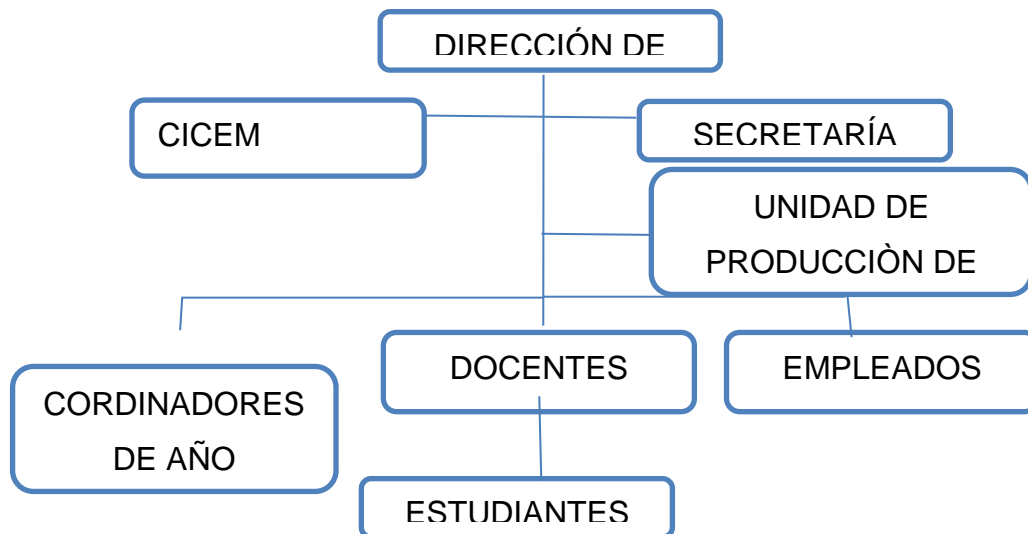 DIRECCIÓN DE
CICEM
SECRETARÍA
UNIDAD DE
PRODUCCIÒN DE
CORDINADORES
DE AÑO
DOCENTES
EMPLEADOS
ESTUDIANTES